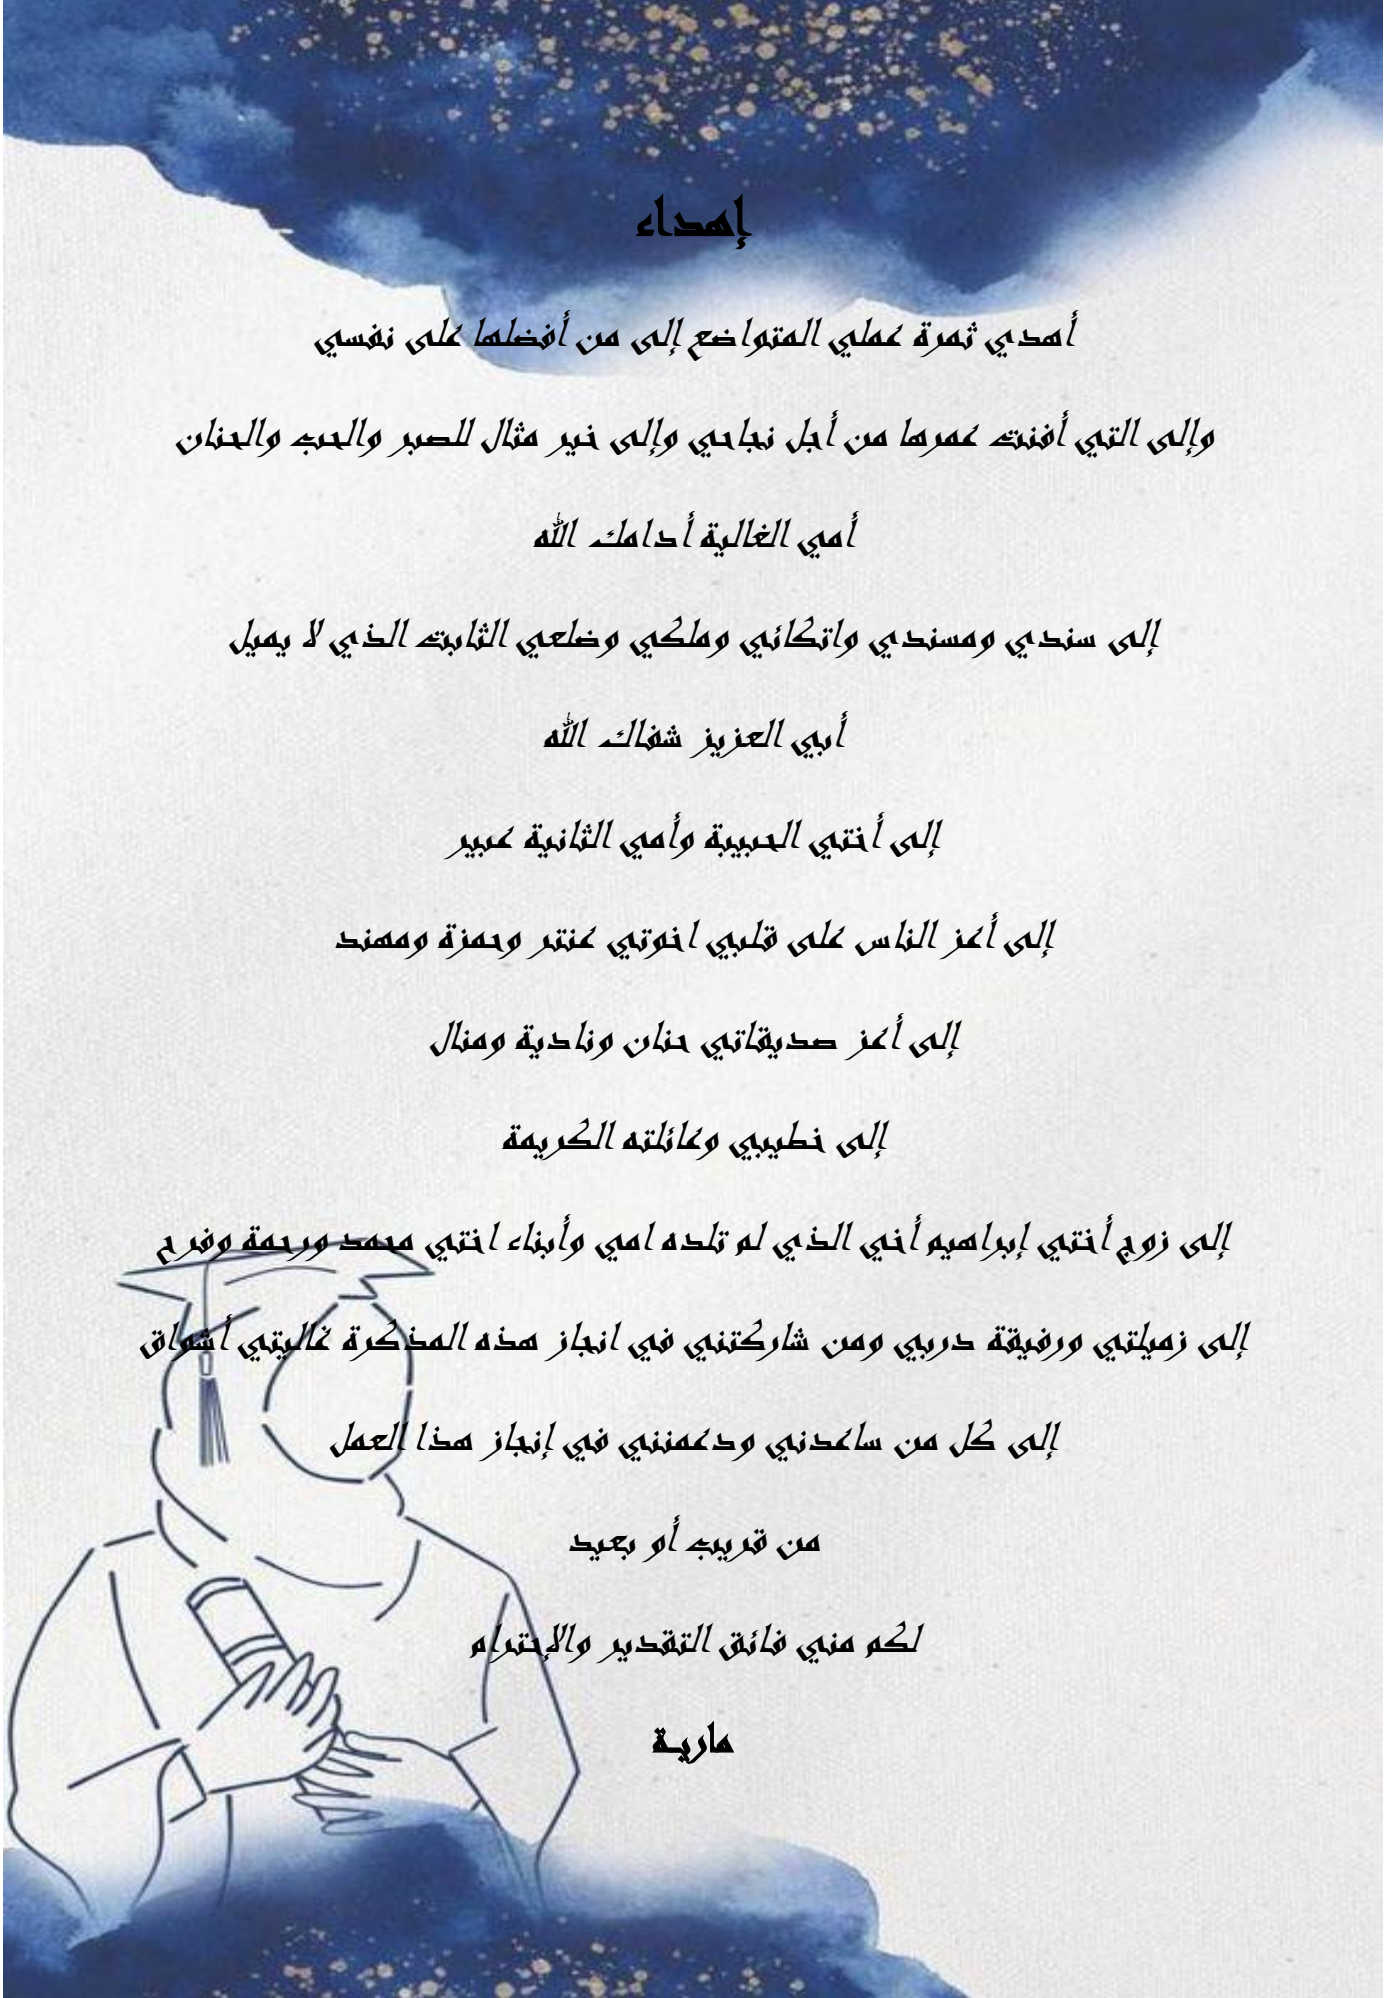 إهداء
أهدي ثمرة عملي المتواضع إلى من أفضلها على نفسي
وإلى التي أفنت عمرها من أجل نجاحي وإلى خير مثال للصبر والحب والحنان
أمي الغالية أدامك الله
إلى سندي ومسندي واتكائي وملكي وضلعي الثابت الذي لا يميل
أبي العزيز شفاك الله
إلى أختي الحبيبة وأمي الثانية عبير
إلى أعز الناس على قلبي اخوتي عنتر وحمزة ومهند
إلى أعز صديقاتي حنان ونادية ومنال
إلى خطيبي وعائلته الكريمة
إلى زوج أختي إبراهيم أخي الذي لم تلده امي وأبناء اختي محمد ورحمة وفرح
إلى زميلتي ورفيقة دربي ومن شاركتني في انجاز هذه المذكرة غاليتي أشواق
إلى كل من ساعدني ودعمنني في إنجاز هذا العمل
من قريب أو بعيد
لكم مني فائق التقدير والإحترام
مارية